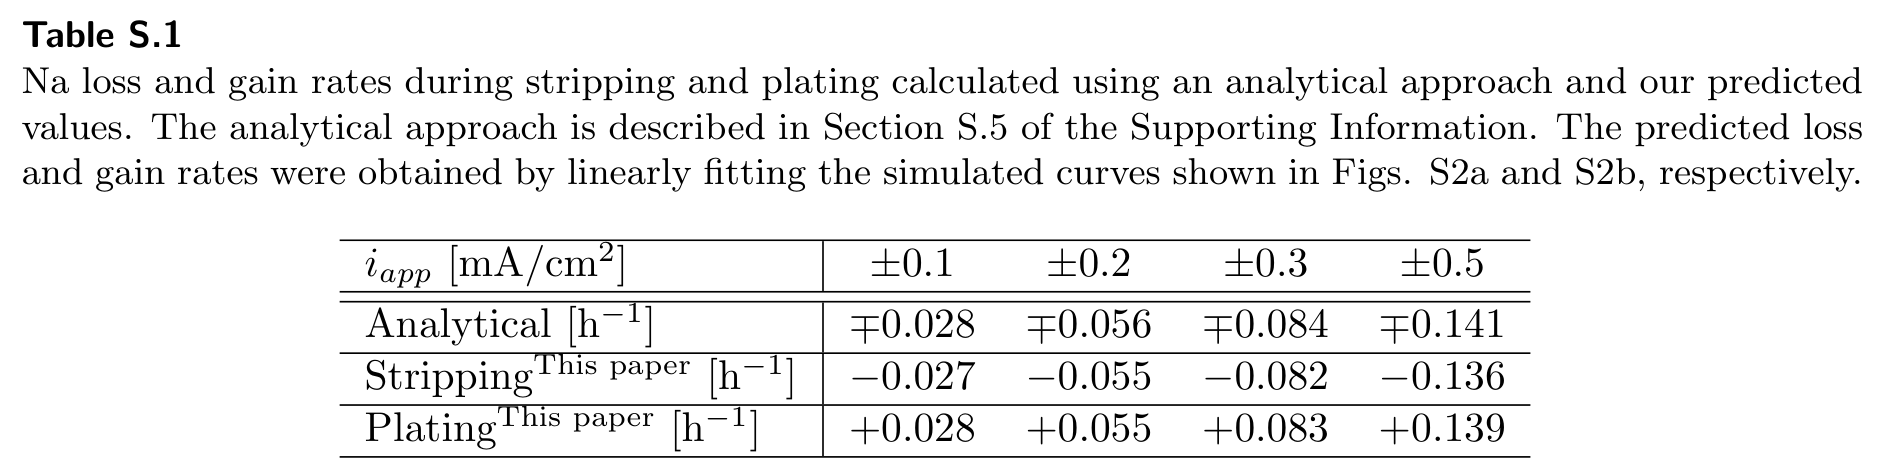 Table S.1
Na loss and gain rates during stripping and plating calculated using an analytical approach and our predicted
values. The analytical approach is described in Section S.5 of the Supporting Information. The predicted loss
and gain rates were obtained by linearly fitting the simulated curves shown in Figs. S2a and S2b, respectively.
i_app [mA/cm²] ±0.1 ±0.2 ±0.3 ±0.5
Analytical [h⁻¹] ∓0.028 ∓0.056 ∓0.084 ∓0.141
Stripping^This paper [h⁻¹] −0.027 −0.055 −0.082 −0.136
Plating^This paper [h⁻¹] +0.028 +0.055 +0.083 +0.139